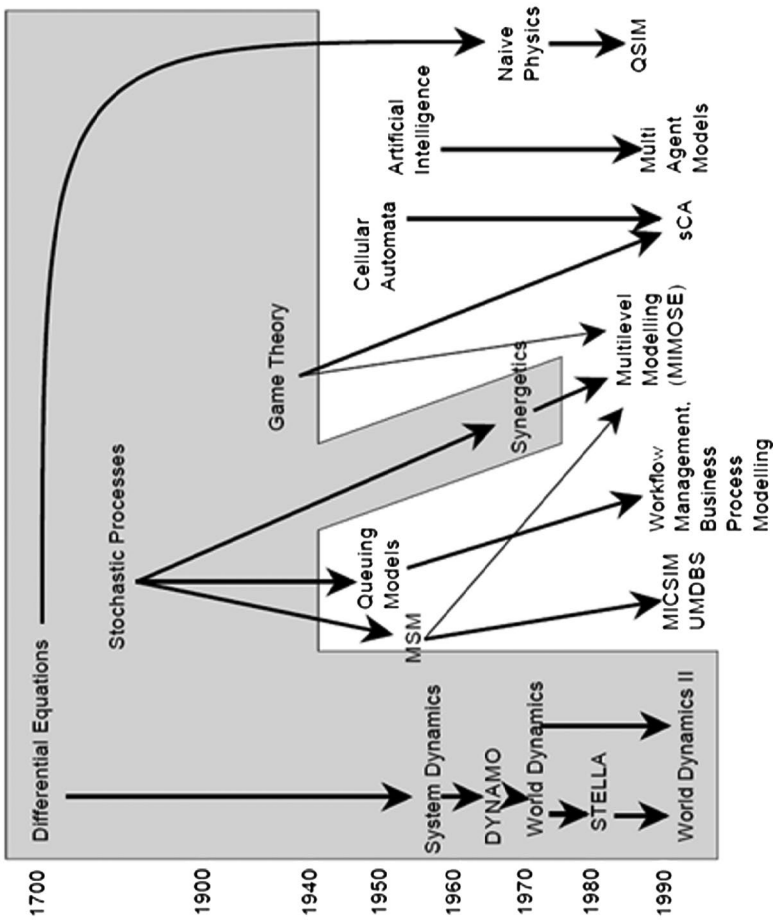 1700
1900
1940
1950
1960
1970
1980
1990
Differential Equations
System Dynamics
DYNAMO
World Dynamics
STELLA
World Dynamics II
Stochastic Processes
MSM
Queuing
Models
MICSIM
UMDBS
Workflow
Management,
Business
Process
Modelling
Synergetics
Game Theory
Multilevel
Modelling
(MIMOSE)
Cellular
Automata
sCA
Artificial
Intelligence
Multi
Agent
Models
Naive
Physics
QSIM